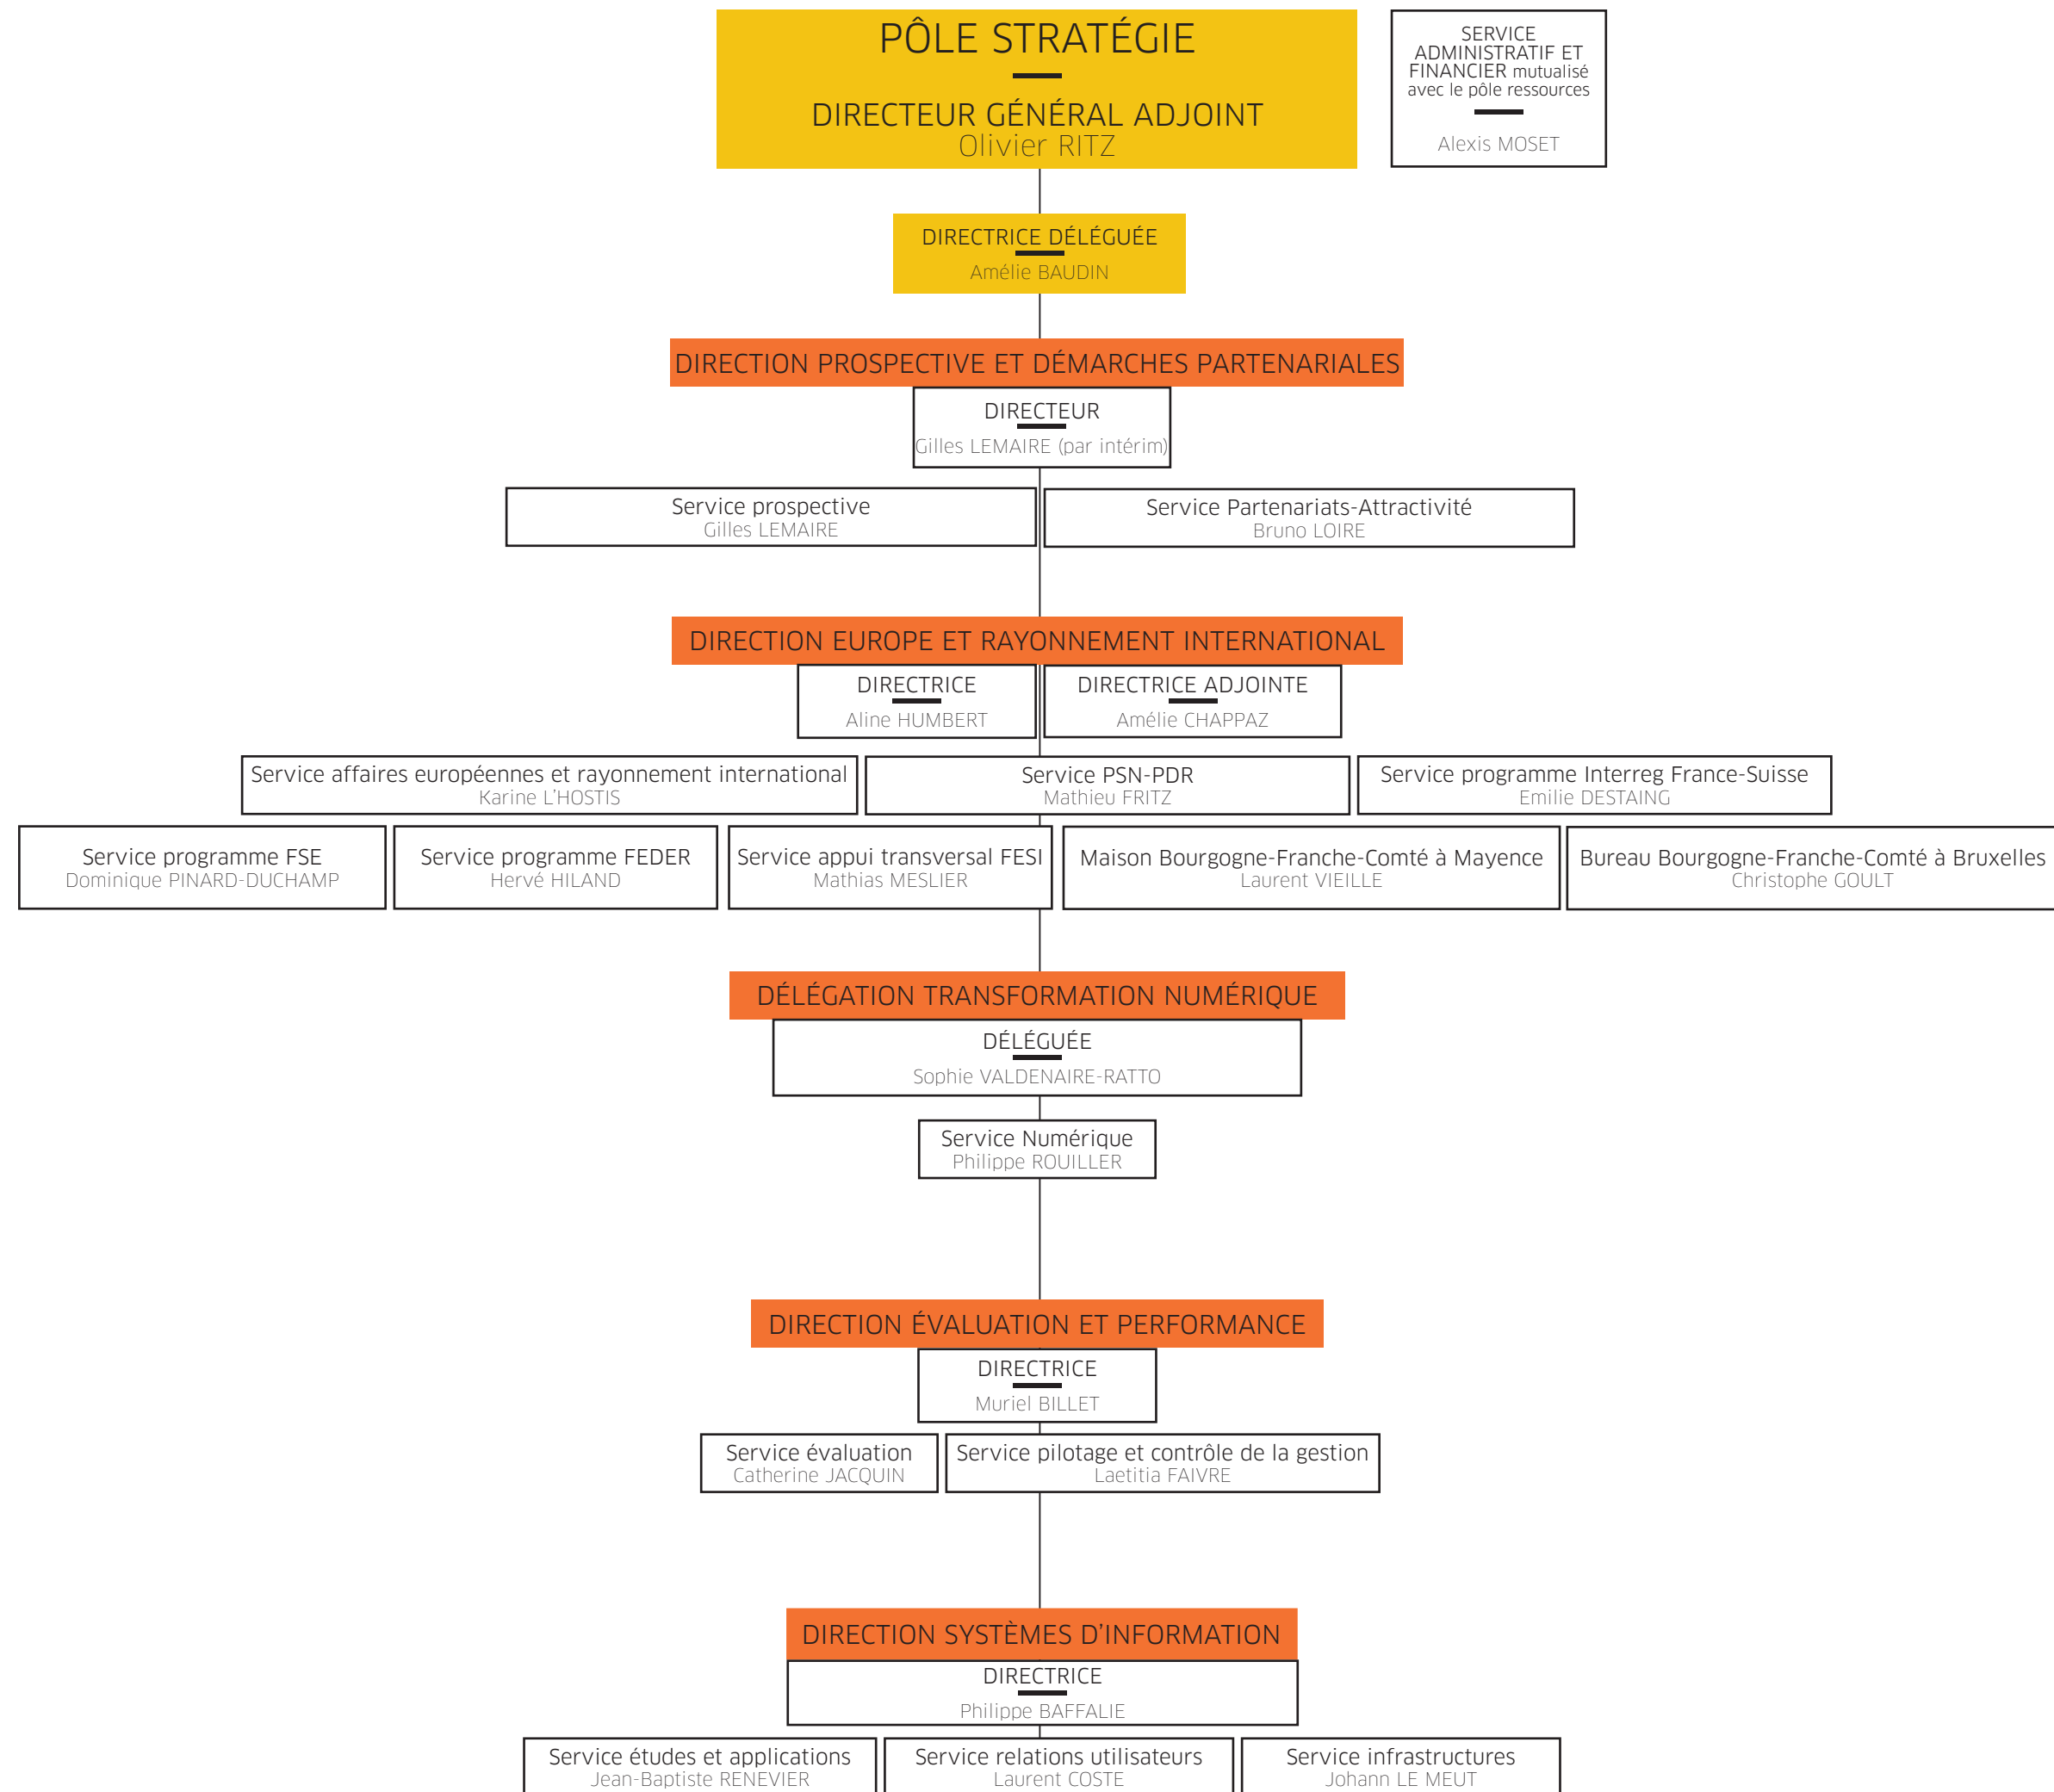 PÔLE STRATÉGIE
DIRECTEUR GÉNÉRAL ADJOINT
Olivier RITZ
SERVICE
ADMINISTRATIF ET
FINANCIER mutualisé
avec le pôle ressources
Alexis MOSET
DIRECTRICE DÉLÉGUÉE
Amélie BAUDIN
DIRECTION PROSPECTIVE ET DÉMARCHES PARTENARIALES
DIRECTEUR
Gilles LEMAIRE (par intérim)
Service prospective
Gilles LEMAIRE
Service Partenariats-Attractivité
Bruno LOIRE
DIRECTION EUROPE ET RAYONNEMENT INTERNATIONAL
DIRECTRICE
Aline HUMBERT
DIRECTRICE ADJOINTE
Amélie CHAPPAZ
Service affaires européennes et rayonnement international
Karine L’HOSTIS
Service PSN-PDR
Mathieu FRITZ
Service programme Interreg France-Suisse
Emilie DESTAING
Service programme FSE
Dominique PINARD-DUCHAMP
Service programme FEDER
Hervé HILAND
Service appui transversal FESI
Mathias MESLIER
Maison Bourgogne-Franche-Comté à Mayence
Laurent VIEILLE
Bureau Bourgogne-Franche-Comté à Bruxelles
Christophe GOULT
DÉLÉGATION TRANSFORMATION NUMÉRIQUE
DÉLÉGUÉE
Sophie VALDENAIRE-RATTO
Service Numérique
Philippe ROUILLER
DIRECTION ÉVALUATION ET PERFORMANCE
DIRECTRICE
Muriel BILLET
Service évaluation
Catherine JACQUIN
Service pilotage et contrôle de la gestion
Laetitia FAIVRE
DIRECTION SYSTÈMES D’INFORMATION
DIRECTRICE
Philippe BAFFALIE
Service études et applications
Jean-Baptiste RENEVIER
Service relations utilisateurs
Laurent COSTE
Service infrastructures
Johann LE MEUT